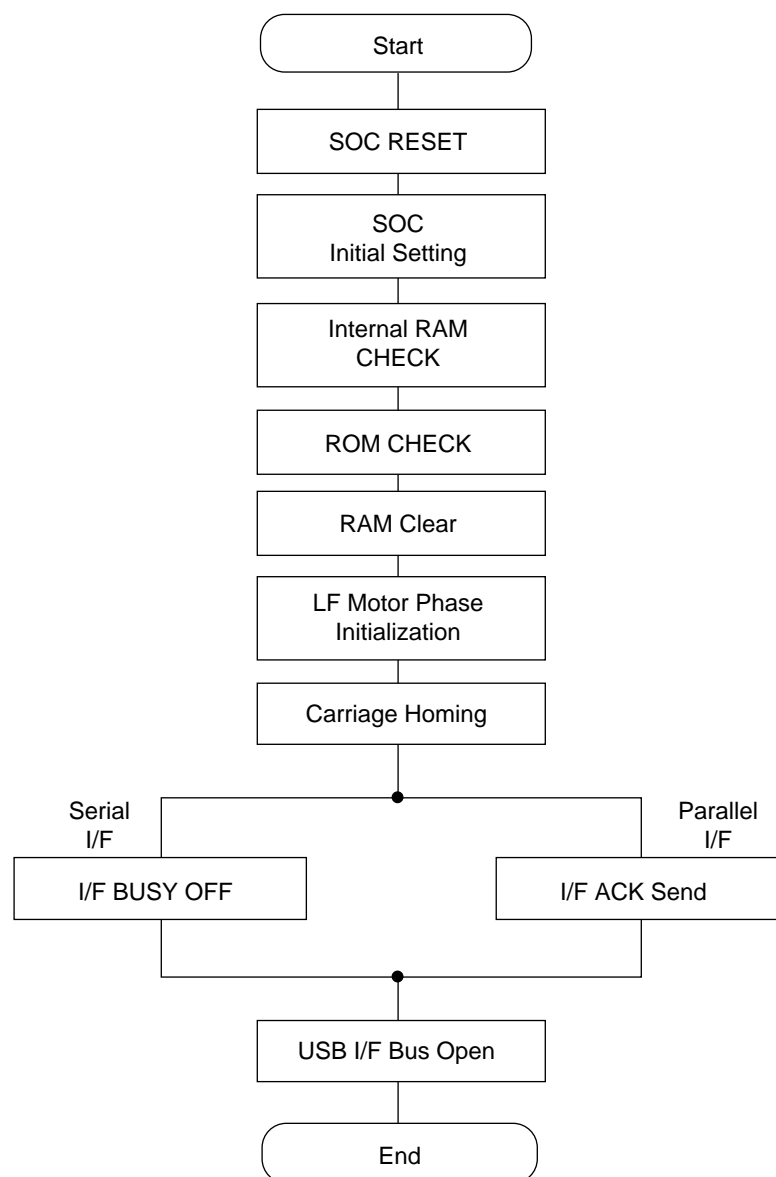 Start
SOC RESET
SOC
Initial Setting
Internal RAM
CHECK
ROM CHECK
RAM Clear
LF Motor Phase
Initialization
Carriage Homing
Serial
I/F
I/F BUSY OFF
Parallel
I/F
I/F ACK Send
USB I/F Bus Open
End